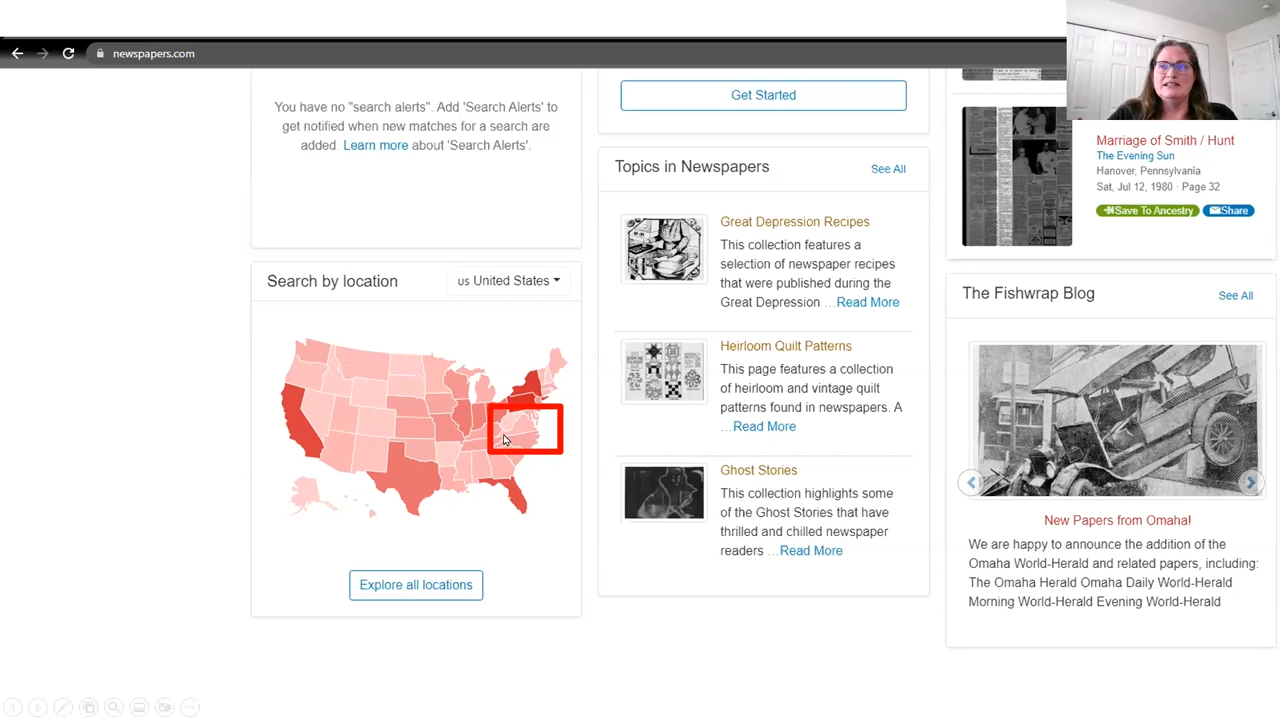 newspapers.com
You have no "search alerts". Add 'Search Alerts' to
get notified when new matches for a search are
added. Learn more about 'Search Alerts'.
Search by location
us United States
Explore all locations
Get Started
Topics in Newspapers
See All
Great Depression Recipes
This collection features a
selection of newspaper recipes
that were published during the
Great Depression ...Read More
Heirloom Quilt Patterns
This page features a collection
of heirloom and vintage quilt
patterns found in newspapers. A
...Read More
Ghost Stories
This collection highlights some
of the Ghost Stories that have
thrilled and chilled newspaper
readers ...Read More
Marriage of Smith / Hunt
The Evening Sun
Hanover, Pennsylvania
Sat, Jul 12, 1980 · Page 32
Save To Ancestry
Share
The Fishwrap Blog
See All
New Papers from Omaha!
We are happy to announce the addition of the
Omaha World-Herald and related papers, including:
The Omaha Herald Omaha Daily World-Herald
Morning World-Herald Evening World-Herald